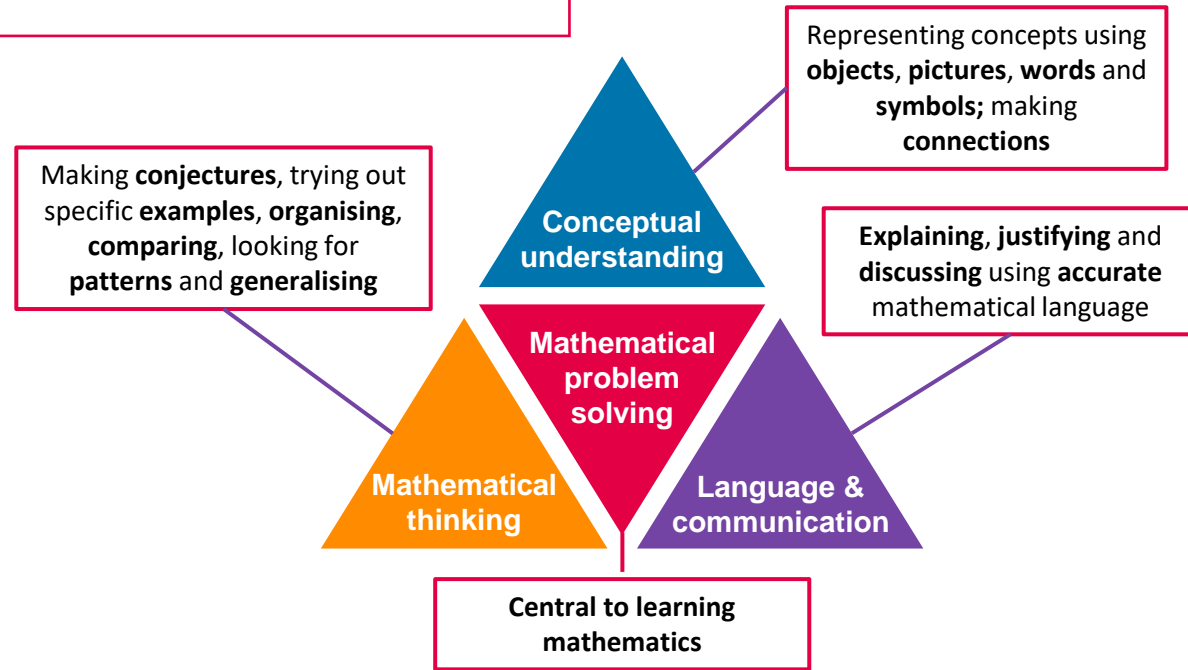 Representing concepts using
objects, pictures, words and
symbols; making
connections
Making conjectures, trying out
specific examples, organising,
comparing, looking for
patterns and generalising
Conceptual
understanding
Explaining, justifying and
discussing using accurate
mathematical language
Mathematical
problem
solving
Mathematical
thinking
Language &
communication
Central to learning
mathematics